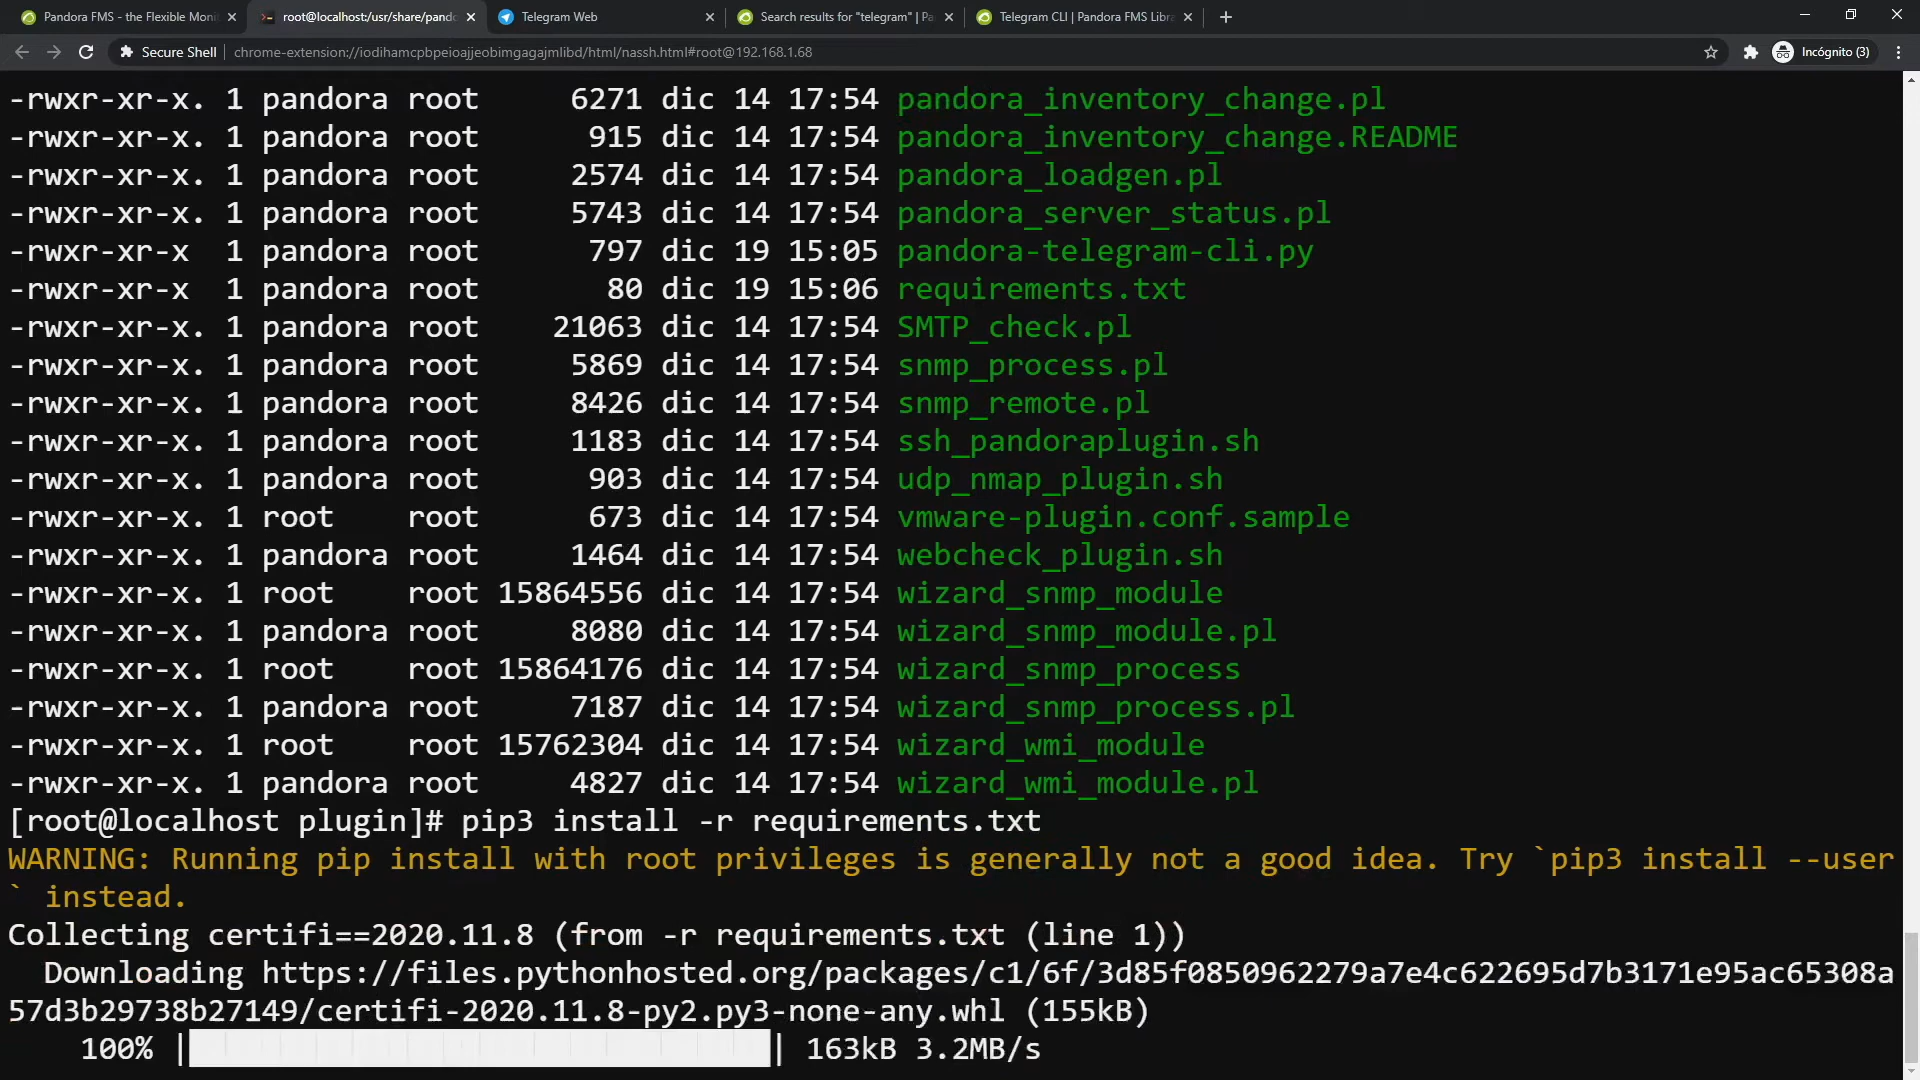 Pandora FMS - the Flexible Monit
root@localhost:/usr/share/pando
Telegram Web
Search results for "telegram" | Pa
Telegram CLI | Pandora FMS Libra
Secure Shell
chrome-extension://iodihamcpbpeioajjeobimgagajmlibd/html/nassh.html#root@192.168.1.68
Incógnito (3)
-rwxr-xr-x. 1 pandora root 6271 dic 14 17:54 pandora_inventory_change.pl
-rwxr-xr-x. 1 pandora root 915 dic 14 17:54 pandora_inventory_change.README
-rwxr-xr-x. 1 pandora root 2574 dic 14 17:54 pandora_loadgen.pl
-rwxr-xr-x. 1 pandora root 5743 dic 14 17:54 pandora_server_status.pl
-rwxr-xr-x 1 pandora root 797 dic 19 15:05 pandora-telegram-cli.py
-rwxr-xr-x 1 pandora root 80 dic 19 15:06 requirements.txt
-rwxr-xr-x. 1 pandora root 21063 dic 14 17:54 SMTP_check.pl
-rwxr-xr-x. 1 pandora root 5869 dic 14 17:54 snmp_process.pl
-rwxr-xr-x. 1 pandora root 8426 dic 14 17:54 snmp_remote.pl
-rwxr-xr-x. 1 pandora root 1183 dic 14 17:54 ssh_pandoraplugin.sh
-rwxr-xr-x. 1 pandora root 903 dic 14 17:54 udp_nmap_plugin.sh
-rwxr-xr-x. 1 root root 673 dic 14 17:54 vmware-plugin.conf.sample
-rwxr-xr-x. 1 pandora root 1464 dic 14 17:54 webcheck_plugin.sh
-rwxr-xr-x. 1 root root 15864556 dic 14 17:54 wizard_snmp_module
-rwxr-xr-x. 1 pandora root 8080 dic 14 17:54 wizard_snmp_module.pl
-rwxr-xr-x. 1 root root 15864176 dic 14 17:54 wizard_snmp_process
-rwxr-xr-x. 1 pandora root 7187 dic 14 17:54 wizard_snmp_process.pl
-rwxr-xr-x. 1 root root 15762304 dic 14 17:54 wizard_wmi_module
-rwxr-xr-x. 1 pandora root 4827 dic 14 17:54 wizard_wmi_module.pl
[root@localhost plugin]# pip3 install -r requirements.txt
WARNING: Running pip install with root privileges is generally not a good idea. Try `pip3 install --user
` instead.
Collecting certifi==2020.11.8 (from -r requirements.txt (line 1))
Downloading https://files.pythonhosted.org/packages/c1/6f/3d85f0850962279a7e4c622695d7b3171e95ac65308a
57d3b29738b27149/certifi-2020.11.8-py2.py3-none-any.whl (155kB)
100% | | 163kB 3.2MB/s